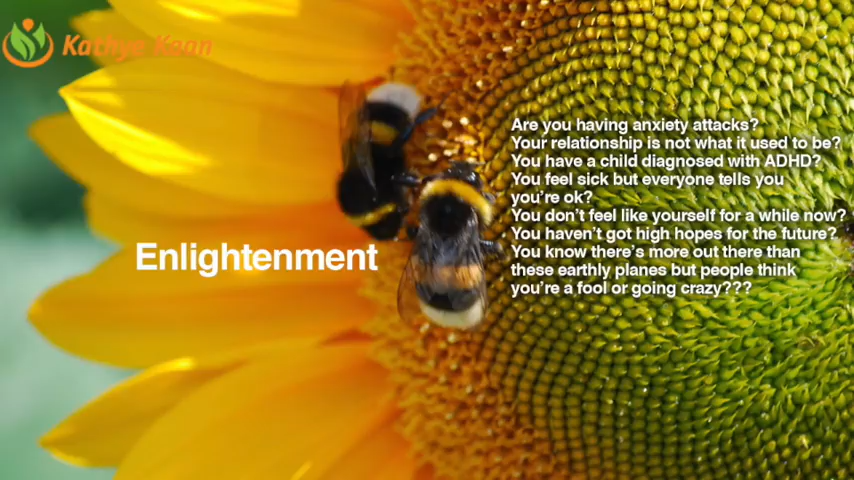 Kathye Kaan
Are you having anxiety attacks?
Your relationship is not what it used to be?
You have a child diagnosed with ADHD?
You feel sick but everyone tells you
you're ok?
You don't feel like yourself for a while now?
You haven't got high hopes for the future?
You know there's more out there than
these earthly planes but people think
you're a fool or going crazy???
Enlightenment